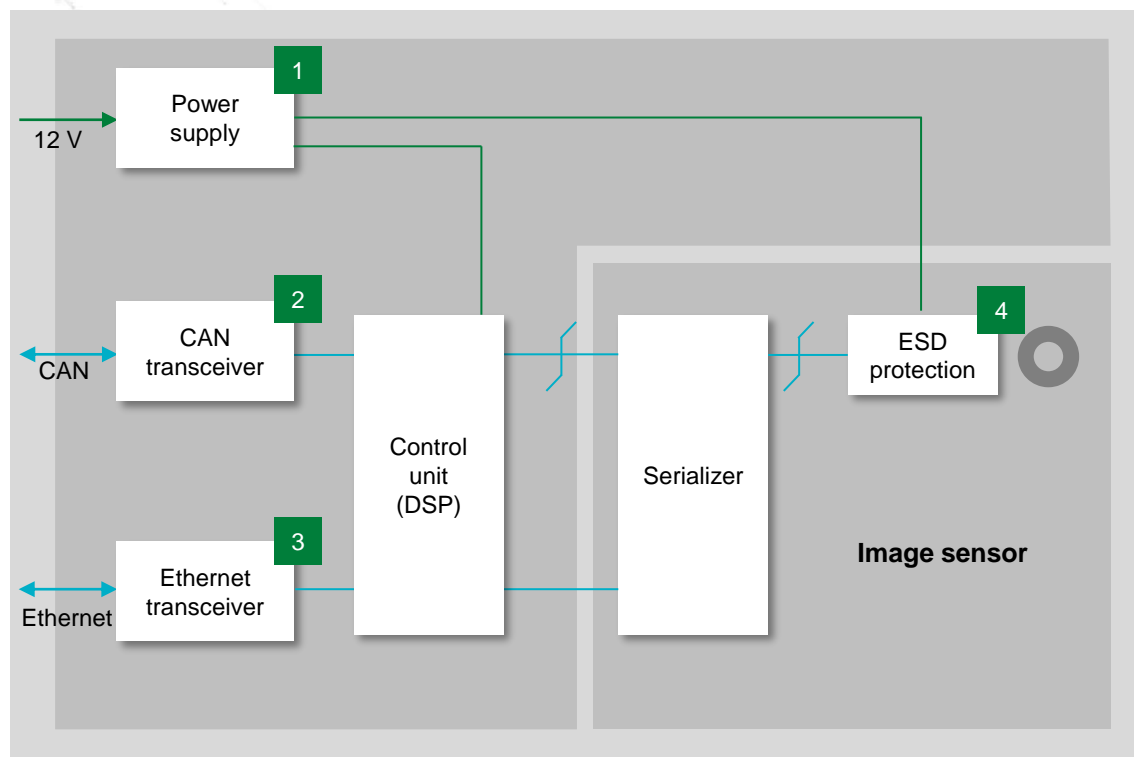 1
Power
supply
12 V
2
CAN
transceiver
CAN
3
Ethernet
transceiver
Ethernet
Control
unit
(DSP)
Serializer
4
ESD
protection
Image sensor